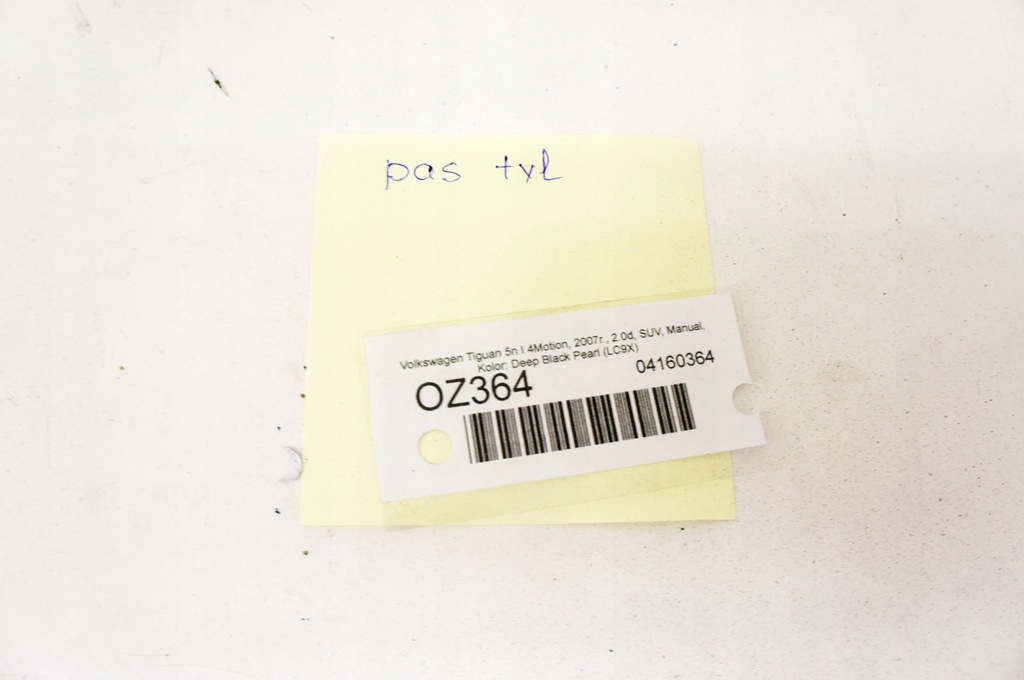 pas tyl
Volkswagen Tiguan 5n I 4Motion, 2007r., 2.0d, SUV, Manual,
Kolor: Deep Black Pearl (LC9X)
OZ364
04160364